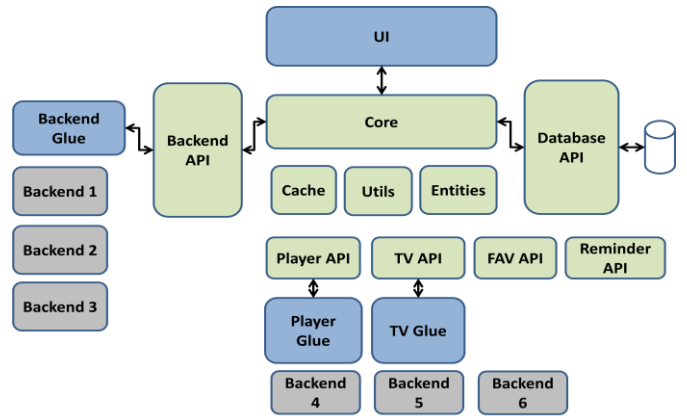 UI
Backend
Glue
Backend
API
Core
Database
API
Backend 1
Cache
Utils
Entities
Backend 2
Backend 3
Player API
TV API
FAV API
Reminder
API
Player
Glue
TV Glue
Backend
4
Backend
5
Backend
6